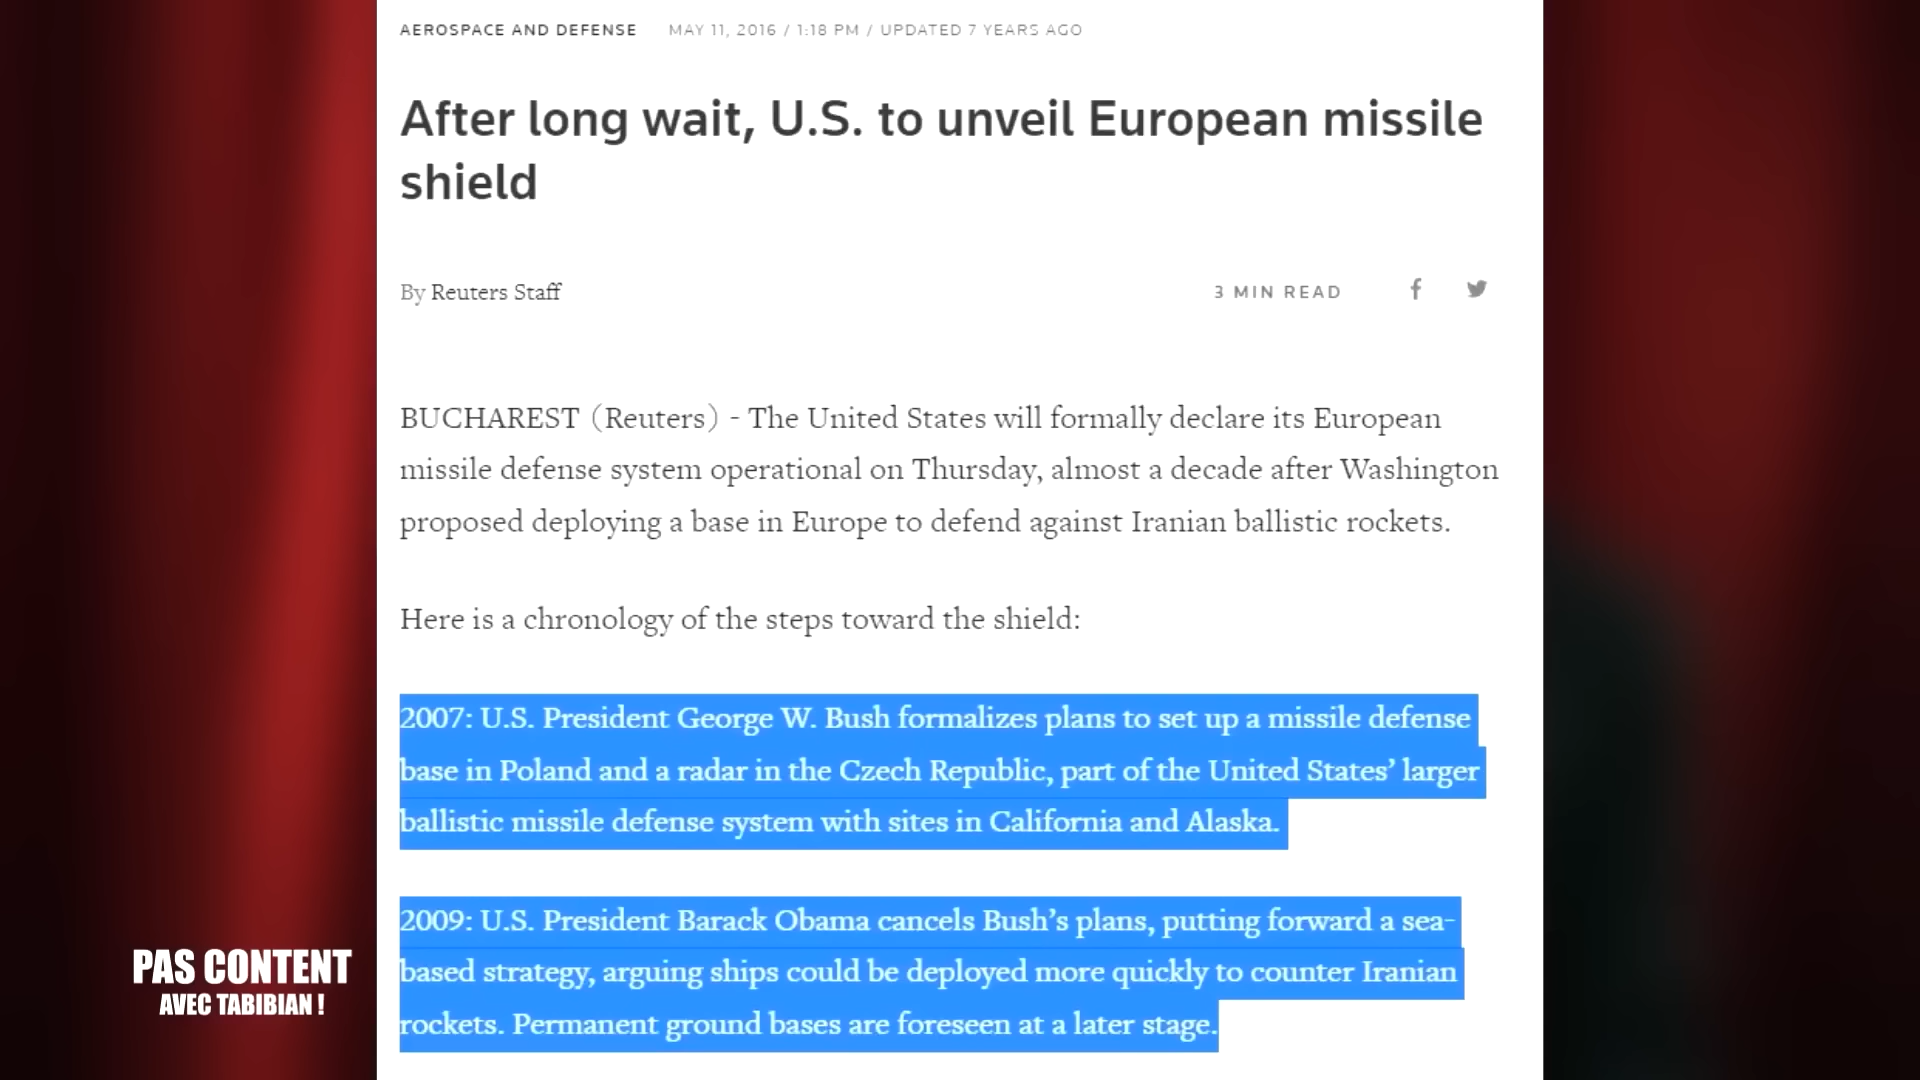 AEROSPACE AND DEFENSE MAY 11, 2016 / 1:18 PM / UPDATED 7 YEARS AGO
After long wait, U.S. to unveil European missile
shield
By Reuters Staff
3 MIN READ
BUCHAREST (Reuters) - The United States will formally declare its European
missile defense system operational on Thursday, almost a decade after Washington
proposed deploying a base in Europe to defend against Iranian ballistic rockets.
Here is a chronology of the steps toward the shield:
2007: U.S. President George W. Bush formalizes plans to set up a missile defense
base in Poland and a radar in the Czech Republic, part of the United States’ larger
ballistic missile defense system with sites in California and Alaska.
2009: U.S. President Barack Obama cancels Bush’s plans, putting forward a sea-
based strategy, arguing ships could be deployed more quickly to counter Iranian
rockets. Permanent ground bases are foreseen at a later stage.
PAS CONTENT
AVEC TABIBIAN !